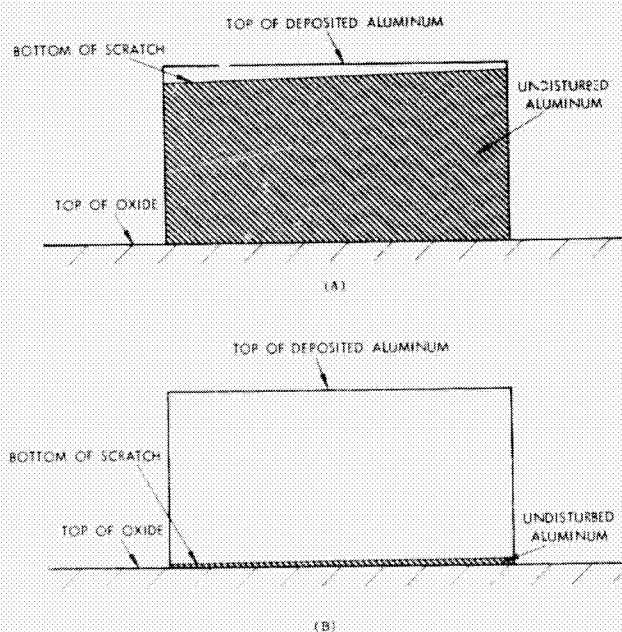 TOP OF DEPOSITED ALUMINUM
BOTTOM OF SCRATCH
UNDISTURBED
ALUMINUM
TOP OF OXIDE
(A)
TOP OF DEPOSITED ALUMINUM
BOTTOM OF SCRATCH
TOP OF OXIDE
UNDISTURBED
ALUMINUM
(B)